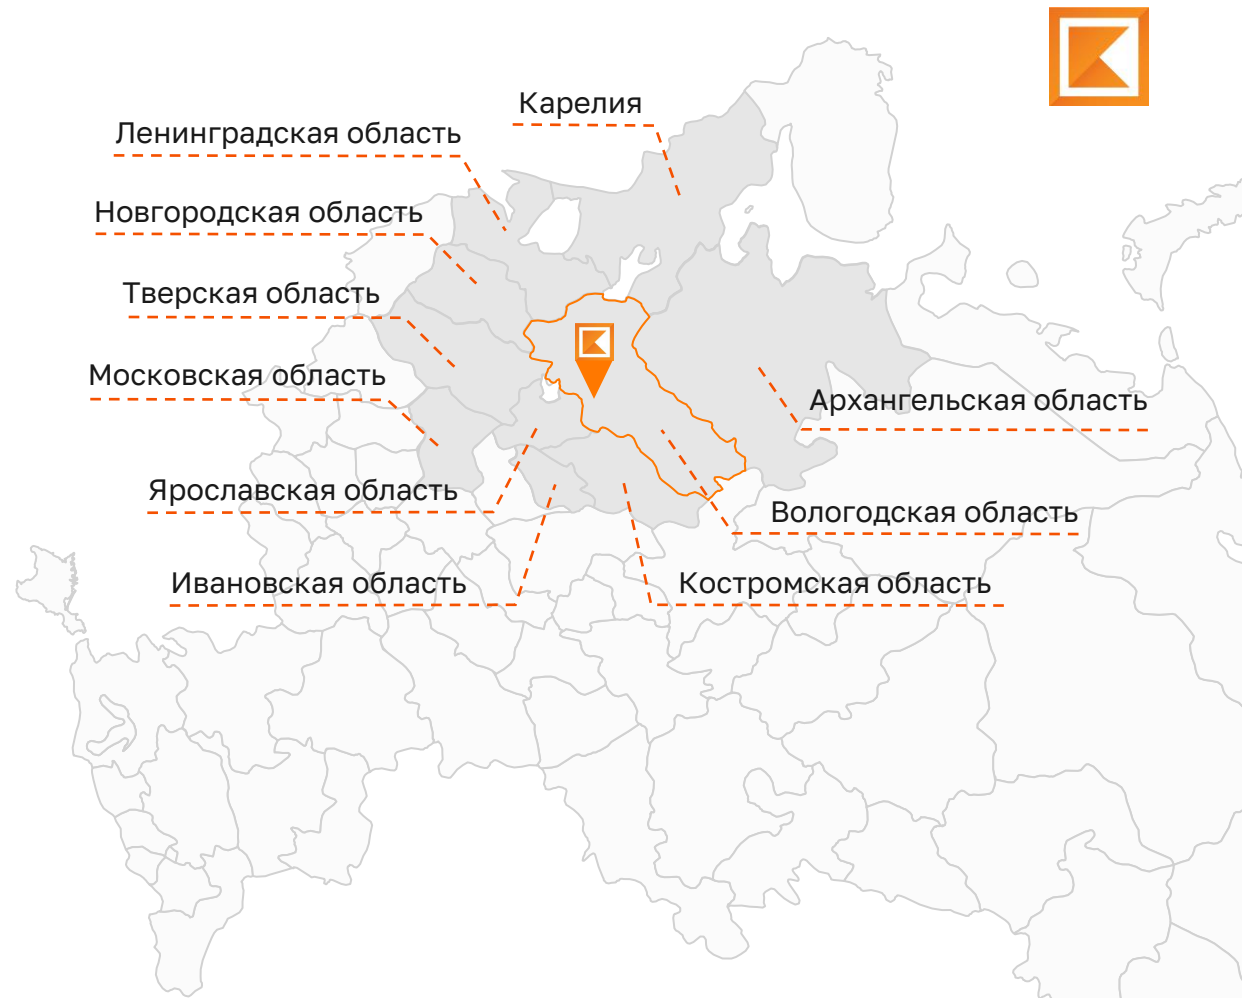 Карелия
Ленинградская область
Новгородская область
Тверская область
Московская область
Архангельская область
Ярославская область
Вологодская область
Ивановская область
Костромская область